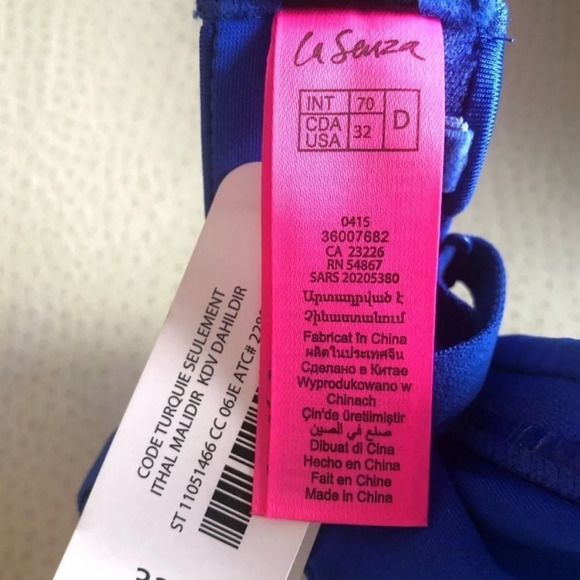 la Senza
INT 70 D
CDA USA 32
0415
36007682
CA 23226
RN 54867
SARS 20205380
Արտադրված է
Չինաստանում
Fabricat în China
ผลิตในประเทศจีน
Сделано в Китае
Wyprodukowano w
Chinach
Çin'de üretilmiştir
صنع في الصين
Dibuat di Cina
Hecho en China
Fait en Chine
Made in China
CODE TURQUIE SEULEMENT
ITHAL MALIDIR KDV DAHILDIR
ST 11051466 CC 06JE ATC#